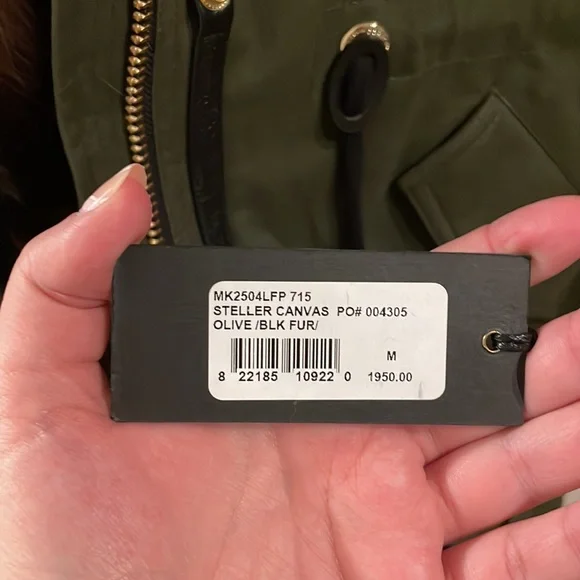 MK2504LFP 715
STELLER CANVAS PO# 004305
OLIVE /BLK FUR/
M
8 22185 10922 0 1950.00